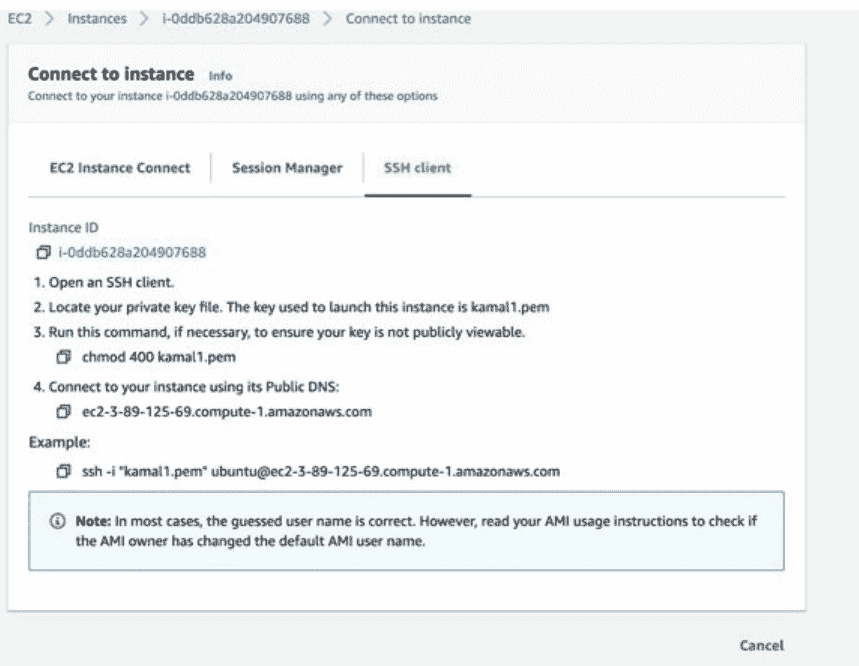 EC2 > Instances > i-0ddb628a204907688 > Connect to instance
Connect to instance Info
Connect to your instance i-0ddb628a204907688 using any of these options
EC2 Instance Connect Session Manager SSH client
Instance ID
i-0ddb628a204907688
1. Open an SSH client.
2. Locate your private key file. The key used to launch this instance is kamal1.pem
3. Run this command, if necessary, to ensure your key is not publicly viewable.
chmod 400 kamal1.pem
4. Connect to your instance using its Public DNS:
ec2-3-89-125-69.compute-1.amazonaws.com
Example:
ssh -i "kamal1.pem" ubuntu@ec2-3-89-125-69.compute-1.amazonaws.com
Note: In most cases, the guessed user name is correct. However, read your AMI usage instructions to check if
the AMI owner has changed the default AMI user name.
Cancel